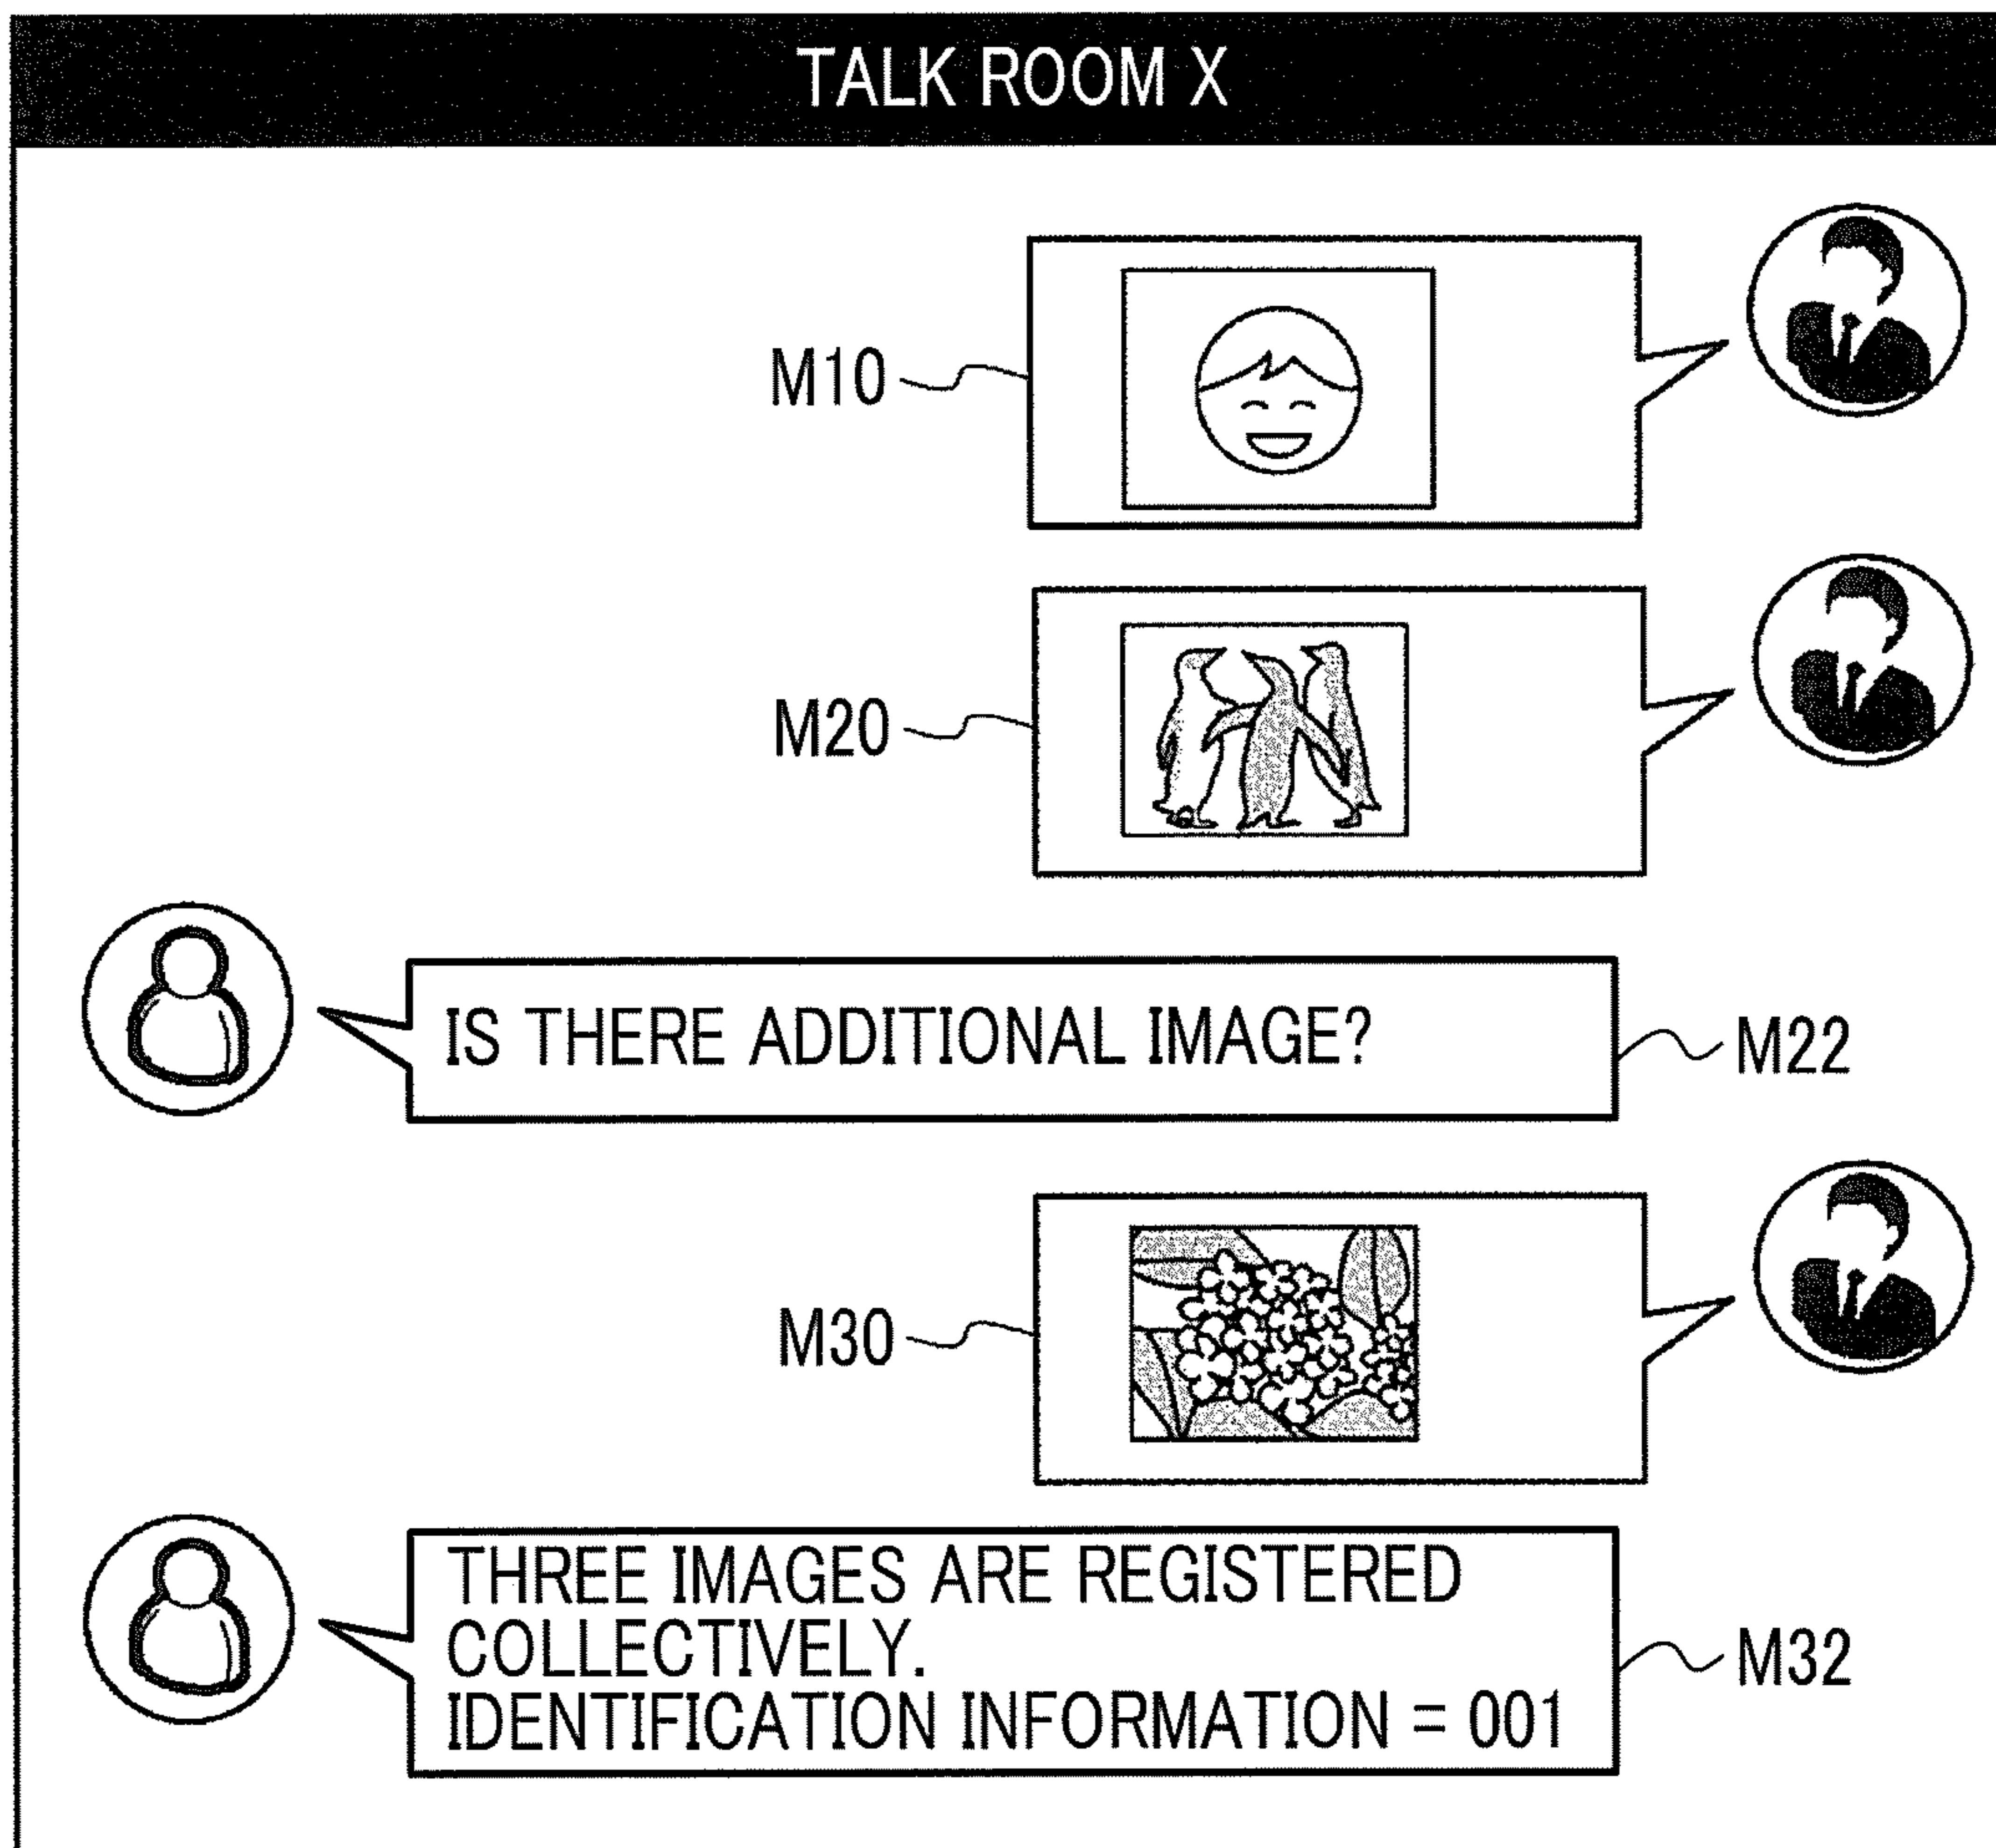 TALK ROOM X
M10
M20
IS THERE ADDITIONAL IMAGE?
M22
M30
THREE IMAGES ARE REGISTERED
COLLECTIVELY.
IDENTIFICATION INFORMATION = 001
M32